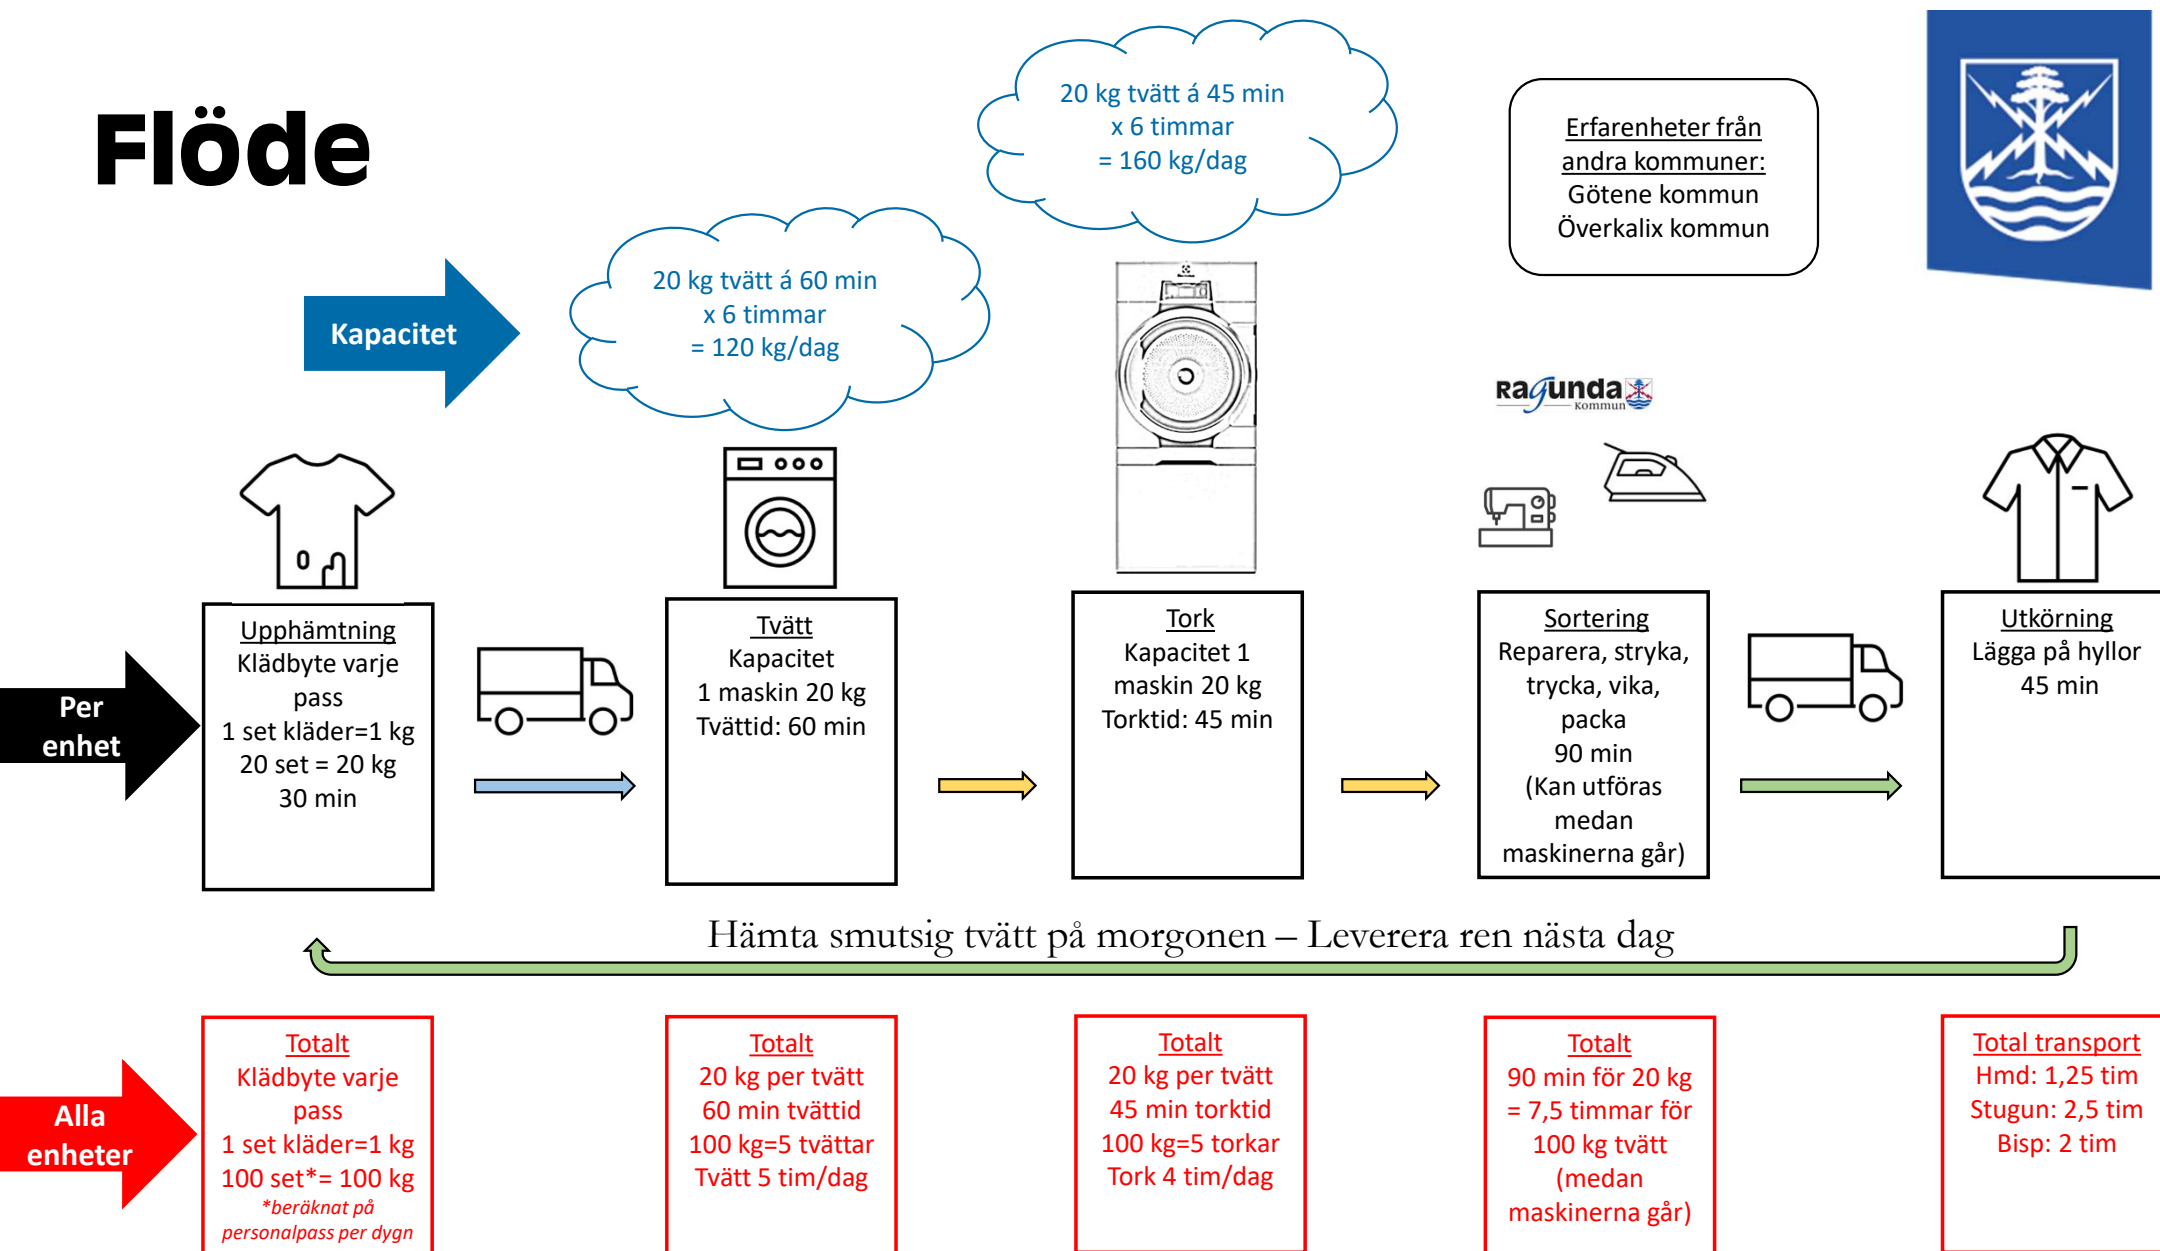 Flöde
20 kg tvätt á 45 min
x 6 timmar
= 160 kg/dag
Erfarenheter från
andra kommuner:
Götene kommun
Överkalix kommun
Kapacitet
20 kg tvätt á 60 min
x 6 timmar
= 120 kg/dag
Ragunda
Kommun
Per
enhet
Upphämtning
Klädbyte varje
pass
1 set kläder=1 kg
20 set = 20 kg
30 min
Tvätt
Kapacitet
1 maskin 20 kg
Tvättid: 60 min
Tork
Kapacitet 1
maskin 20 kg
Torktid: 45 min
Sortering
Reparera, stryka,
trycka, vika,
packa
90 min
(Kan utföras
medan
maskinerna går)
Utkörning
Lägga på hyllor
45 min
Hämta smutsig tvätt på morgonen – Leverera ren nästa dag
Alla
enheter
Totalt
Klädbyte varje
pass
1 set kläder=1 kg
100 set*= 100 kg
*beräknat på
personalpass per dygn
Totalt
20 kg per tvätt
60 min tvättid
100 kg=5 tvättar
Tvätt 5 tim/dag
Totalt
20 kg per tvätt
45 min torktid
100 kg=5 torkar
Tork 4 tim/dag
Totalt
90 min för 20 kg
= 7,5 timmar för
100 kg tvätt
(medan
maskinerna går)
Total transport
Hmd: 1,25 tim
Stugun: 2,5 tim
Bisp: 2 tim